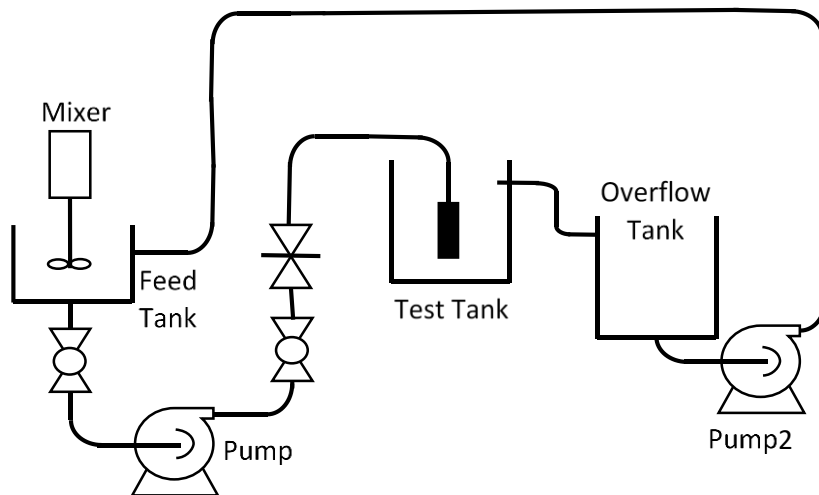 Mixer
Overflow
Tank
Feed
Tank
Test Tank
Pump
Pump2